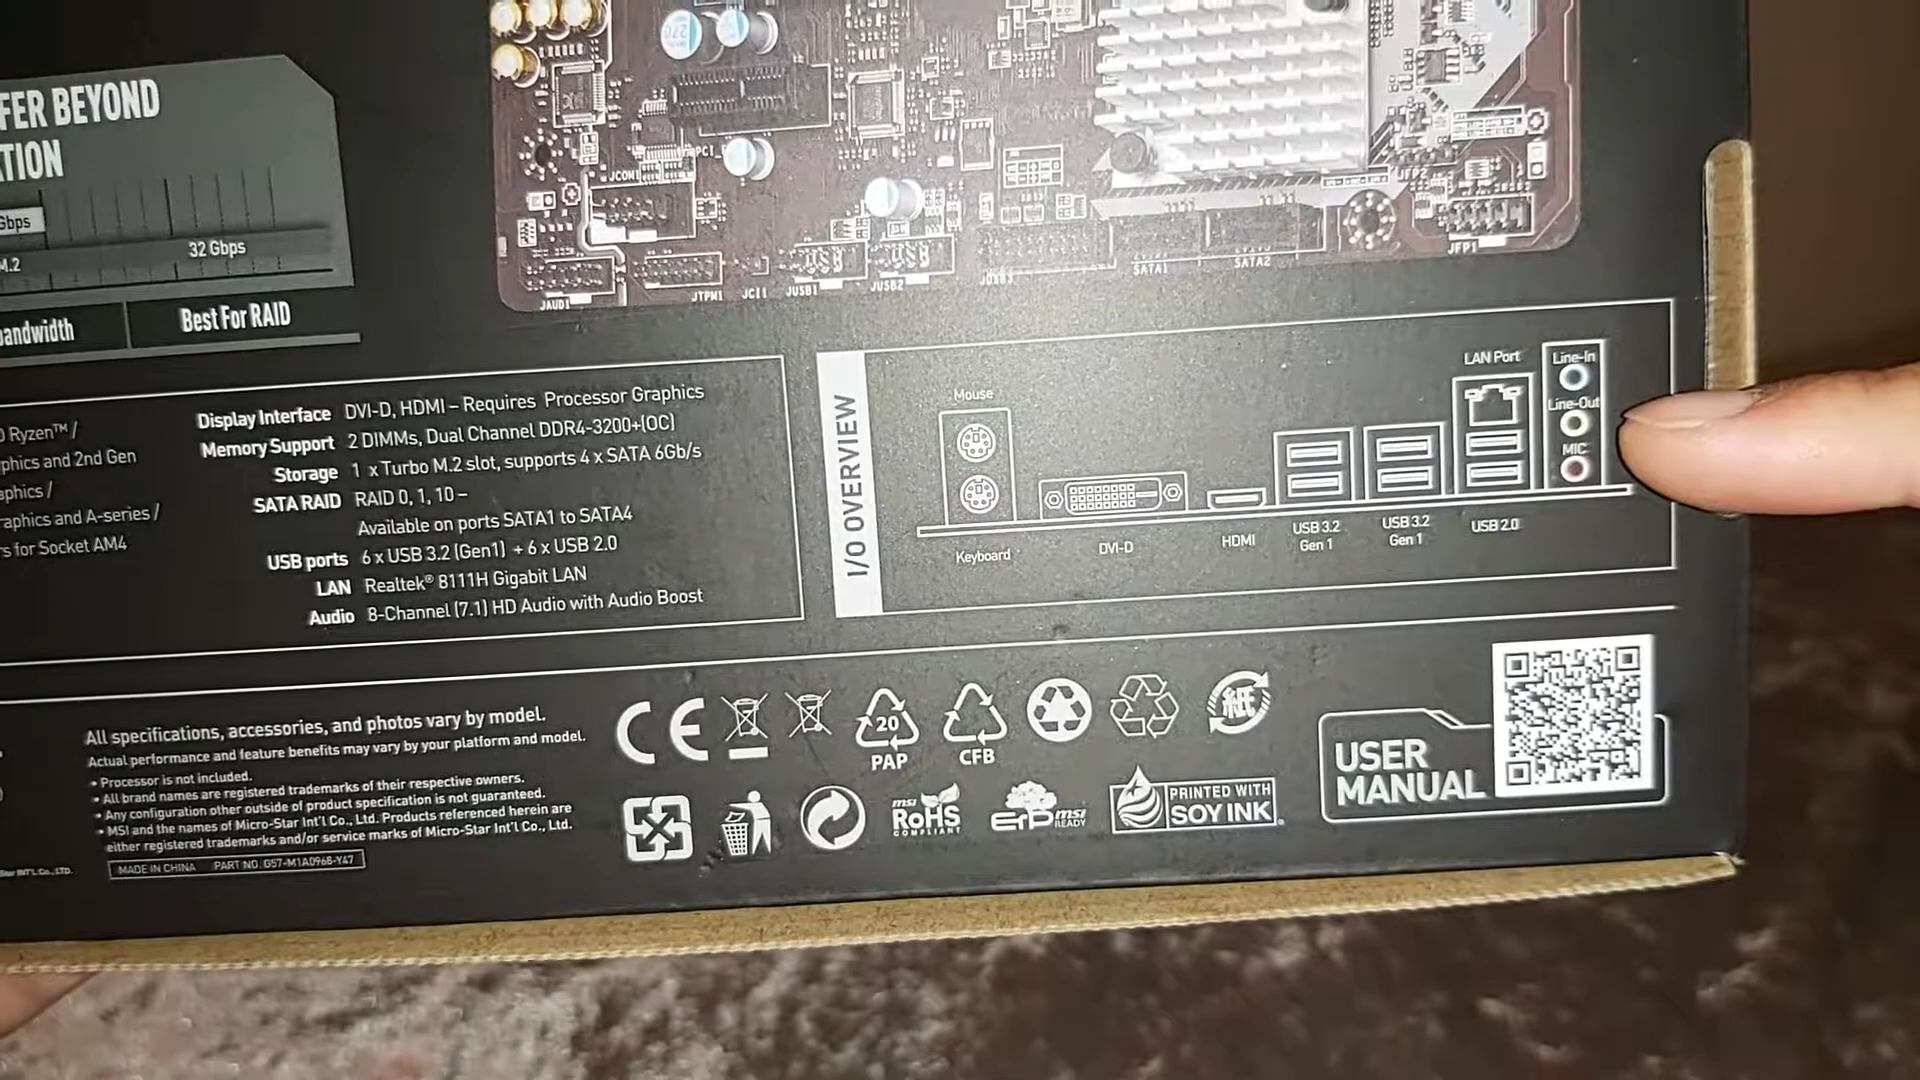 FER BEYOND
TION
Gbps
32 Gbps
M.2
bandwidth
Best For RAID
JCOM1
PCI_
JFP2
JAUD1
JTPM1
JCI1
JUSB1
JUSB2
JUSB3
SATA1
SATA2
JFP1
USB
USB
270
Ryzen™ /
phics and 2nd Gen
aphics /
raphics and A-series /
rs for Socket AM4
Display Interface DVI-D, HDMI – Requires Processor Graphics
Memory Support 2 DIMMs, Dual Channel DDR4-3200+(OC)
Storage 1 x Turbo M.2 slot, supports 4 x SATA 6Gb/s
SATA RAID RAID 0, 1, 10 –
Available on ports SATA1 to SATA4
USB ports 6 x USB 3.2 (Gen1) + 6 x USB 2.0
LAN Realtek® 8111H Gigabit LAN
Audio 8-Channel (7.1) HD Audio with Audio Boost
I/O OVERVIEW
Mouse
Keyboard
DVI-D
HDMI
USB 3.2
Gen 1
USB 3.2
Gen 1
LAN Port
USB 2.0
Line-In
Line-Out
MIC
All specifications, accessories, and photos vary by model.
Actual performance and feature benefits may vary by your platform and model.
• Processor is not included.
• All brand names are registered trademarks of their respective owners.
• Any configuration other outside of product specification is not guaranteed.
• MSI and the names of Micro-Star Int'l Co., Ltd. Products referenced herein are
either registered trademarks and/or service marks of Micro-Star Int'l Co., Ltd.
MADE IN CHINA PART NO. G57-M1A096B-Y47
Star INT'L Co., LTD.
CE
20
PAP
CFB
紙
msi
RoHS
COMPLIANT
ErP msi
READY
PRINTED WITH
SOY INK
USER
MANUAL